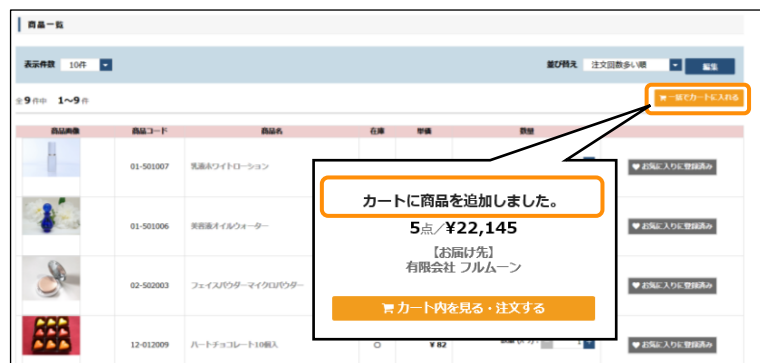 商品一覧
表示件数 10件
並び替え 注文回数多い順 編集
全9件中 1～9件
一括でカートに入れる
商品画像 商品コード 商品名 在庫 単価 数量
01-501007 乳液ホワイトローション お気に入りに登録済み
01-501006 美容液オイルウォーター お気に入りに登録済み
02-502003 フェイスパウダーマイクロパウダー お気に入りに登録済み
12-012009 ハートチョコレート10個入 ○ ¥82 1 お気に入りに登録済み
カートに商品を追加しました。
5点／¥22,145
【お届け先】
有限会社 フルムーン
カート内を見る・注文する